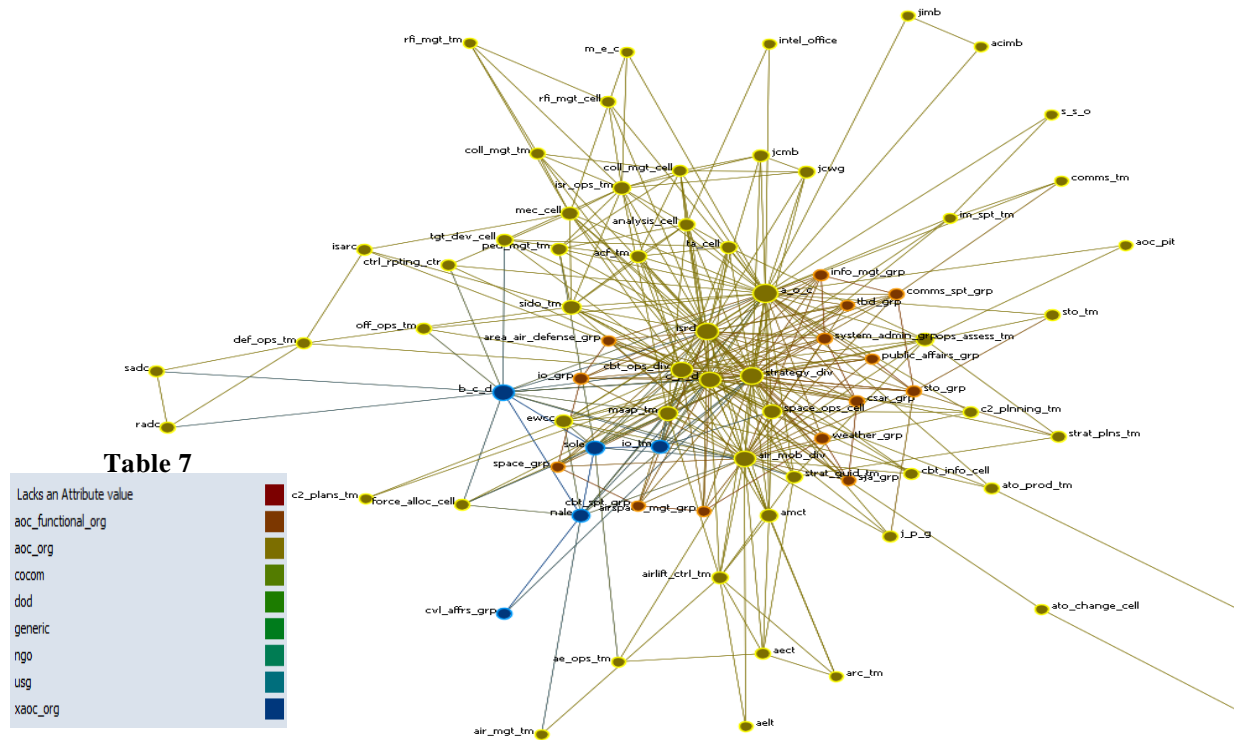 jimb
rfi_mgt_tm
m_e_c
intel_office
acimb
rfi_mgt_cell
s_s_o
coll_mgt_tm
jcmb
coll_mgt_cell
jcwg
isr_ops_tm
comms_tm
mec_cell
analysis_cell
im_spt_tm
isarc
tgt_dev_cell
ped_mgt_tm
ta_cell
aoc_pit
ctrl_rpting_ctr
acf_tm
info_mgt_grp
a_o_c
comms_spt_grp
sido_tm
tbd_grp
sto_tm
off_ops_tm
isrd
def_ops_tm
area_air_defense_grp
system_admin_grp
ops_assess_tm
public_affairs_grp
sadc
cbt_ops_div
io_grp
strategy_div
b_c_d
sto_grp
csar_grp
maap_tm
space_ops_cell
c2_plnning_tm
radc
ewcc
sole
io_tm
weather_grp
strat_plns_tm
air_mob_div
Table 7
space_grp
strat_guid_tm
sja_grp
cbt_info_cell
ato_prod_tm
Lacks an Attribute value
c2_plans_tm
force_alloc_cell
cbt_spt_grp
nale
airspace_mgt_grp
amct
aoc_functional_org
j_p_g
aoc_org
cocom
airlift_ctrl_tm
dod
cvl_affrs_grp
ato_change_cell
generic
ngo
ae_ops_tm
aect
usg
arc_tm
xaoc_org
aelt
air_mgt_tm